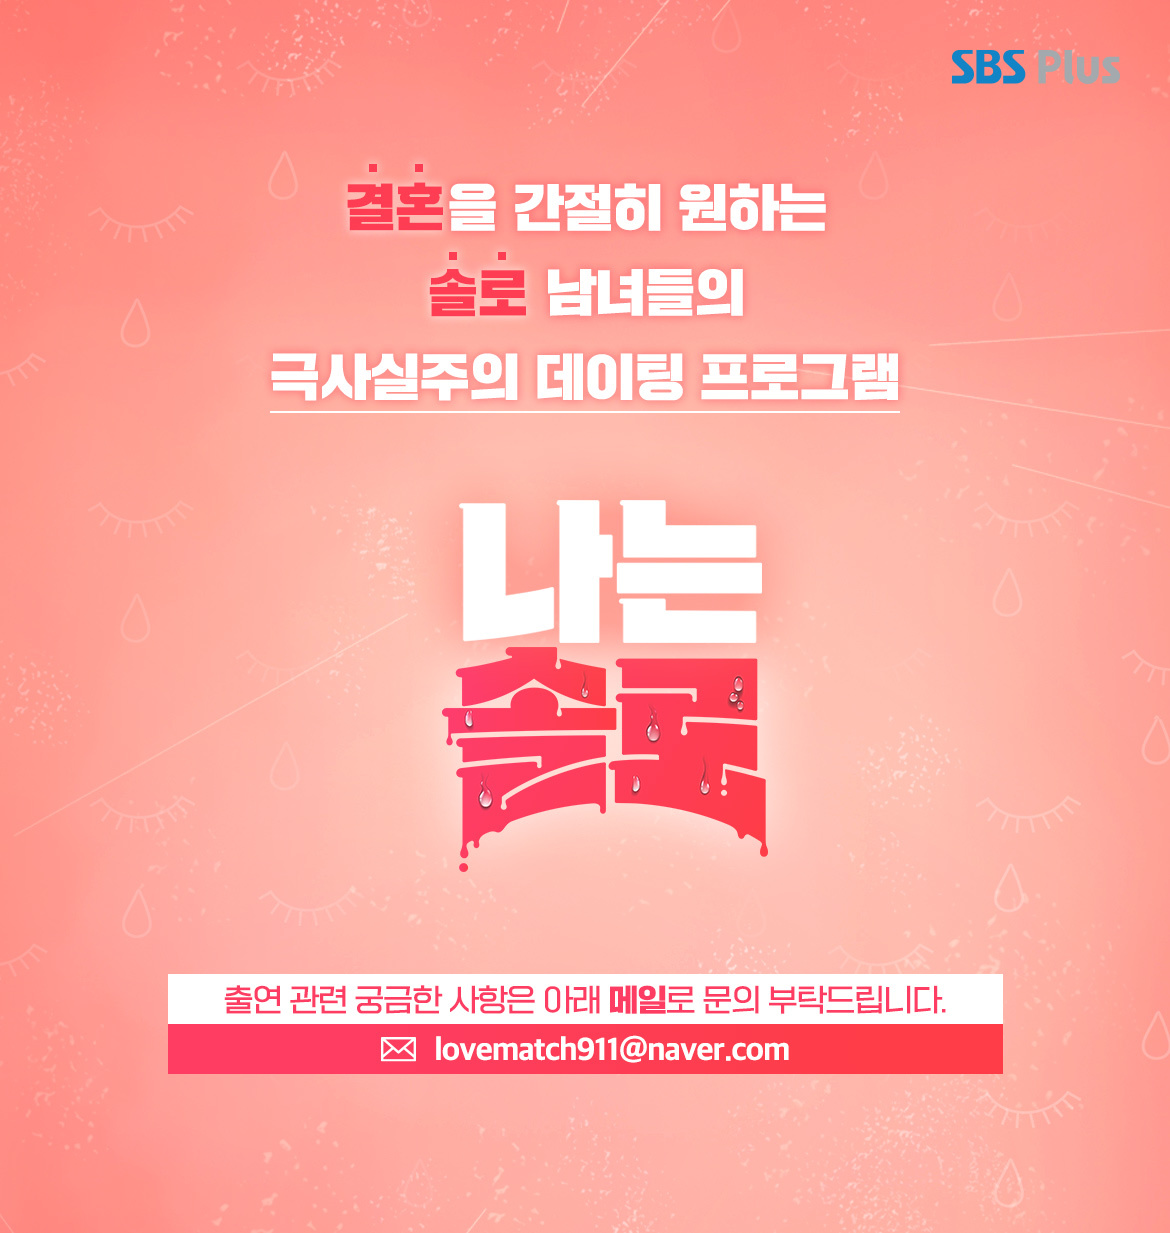 SBS Plus
결혼을 간절히 원하는
솔로 남녀들의
극사실주의 데이팅 프로그램
나는
솔로
출연 관련 궁금한 사항은 아래 메일로 문의 부탁드립니다.
lovematch911@naver.com